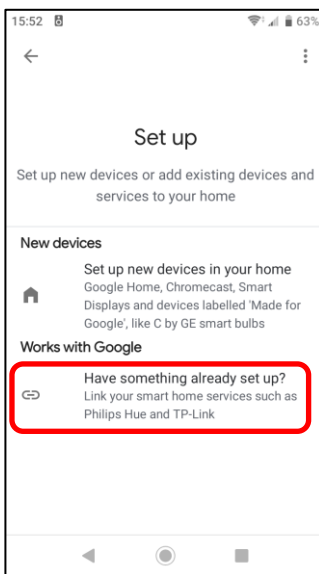 15:52 63%
Set up
Set up new devices or add existing devices and
services to your home
New devices
Set up new devices in your home
Google Home, Chromecast, Smart
Displays and devices labelled 'Made for
Google', like C by GE smart bulbs
Works with Google
Have something already set up?
Link your smart home services such as
Philips Hue and TP-Link